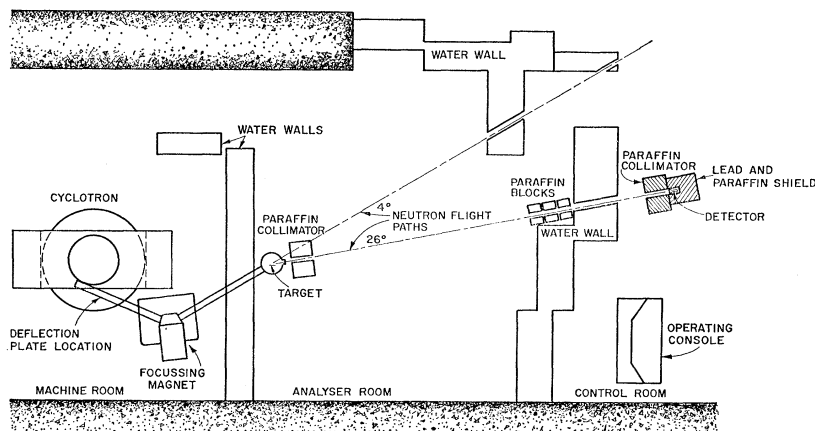 WATER WALL
WATER WALLS
CYCLOTRON
PARAFFIN
COLLIMATOR
LEAD AND
PARAFFIN SHIELD
PARAFFIN
BLOCKS
DETECTOR
4°
NEUTRON FLIGHT
PATHS
26°
PARAFFIN
COLLIMATOR
WATER WALL
TARGET
DEFLECTION
PLATE LOCATION
FOCUSSING
MAGNET
OPERATING
CONSOLE
MACHINE ROOM
ANALYSER ROOM
CONTROL ROOM